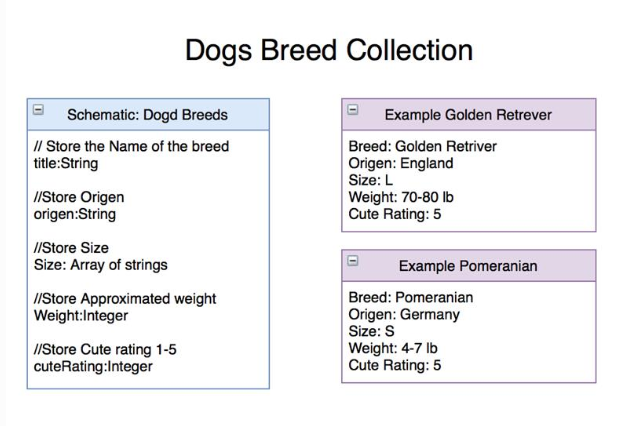 Dogs Breed Collection
Schematic: Dogd Breeds
// Store the Name of the breed
title:String
//Store Origen
origen:String
//Store Size
Size: Array of strings
//Store Approximated weight
Weight:Integer
//Store Cute rating 1-5
cuteRating:Integer
Example Golden Retrever
Breed: Golden Retriver
Origen: England
Size: L
Weight: 70-80 lb
Cute Rating: 5
Example Pomeranian
Breed: Pomeranian
Origen: Germany
Size: S
Weight: 4-7 lb
Cute Rating: 5